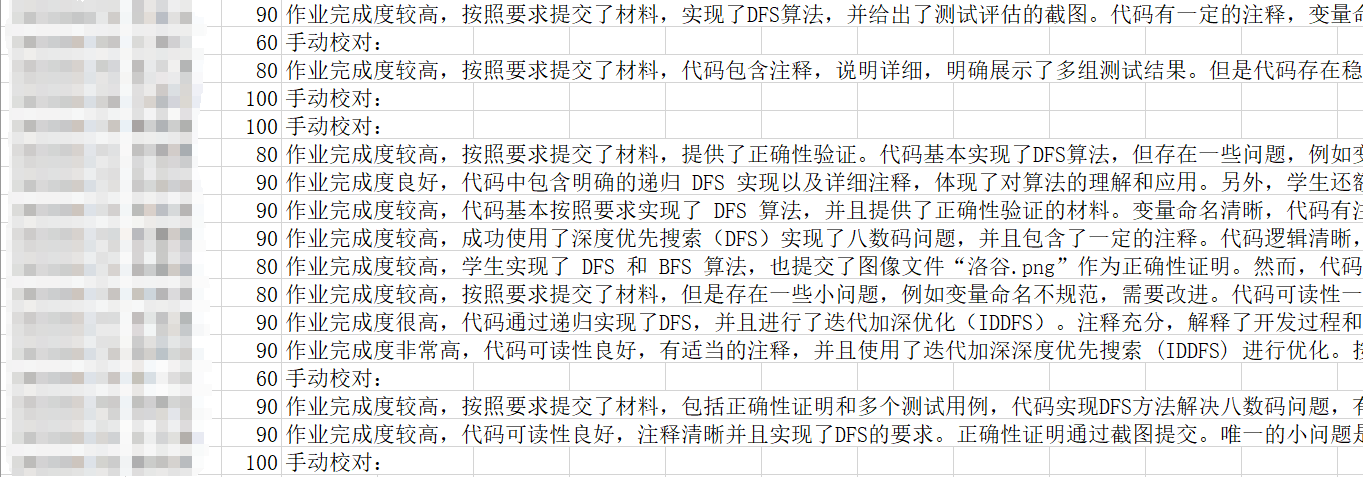 90 作业完成度较高，按照要求提交了材料，实现了DFS算法，并给出了测试评估的截图。代码有一定的注释，变量命
60 手动校对：
80 作业完成度较高，按照要求提交了材料，代码包含注释，说明详细，明确展示了多组测试结果。但是代码存在稳
100 手动校对：
100 手动校对：
80 作业完成度较高，按照要求提交了材料，提供了正确性验证。代码基本实现了DFS算法，但存在一些问题，例如变
90 作业完成度良好，代码中包含明确的递归 DFS 实现以及详细注释，体现了对算法的理解和应用。另外，学生还额
90 作业完成度较高，代码基本按照要求实现了 DFS 算法，并且提供了正确性验证的材料。变量命名清晰，代码有注
90 作业完成度较高，成功使用了深度优先搜索（DFS）实现了八数码问题，并且包含了一定的注释。代码逻辑清晰，
80 作业完成度较高，学生实现了 DFS 和 BFS 算法，也提交了图像文件“洛谷.png”作为正确性证明。然而，代码
80 作业完成度较高，按照要求提交了材料，但是存在一些小问题，例如变量命名不规范，需要改进。代码可读性一
90 作业完成度很高，代码通过递归实现了DFS，并且进行了迭代加深优化（IDDFS）。注释充分，解释了开发过程和
90 作业完成度非常高，代码可读性良好，有适当的注释，并且使用了迭代加深深度优先搜索 (IDDFS) 进行优化。按
60 手动校对：
90 作业完成度较高，按照要求提交了材料，包括正确性证明和多个测试用例，代码实现DFS方法解决八数码问题，有
90 作业完成度较高，代码可读性良好，注释清晰并且实现了DFS的要求。正确性证明通过截图提交。唯一的小问题是
100 手动校对：